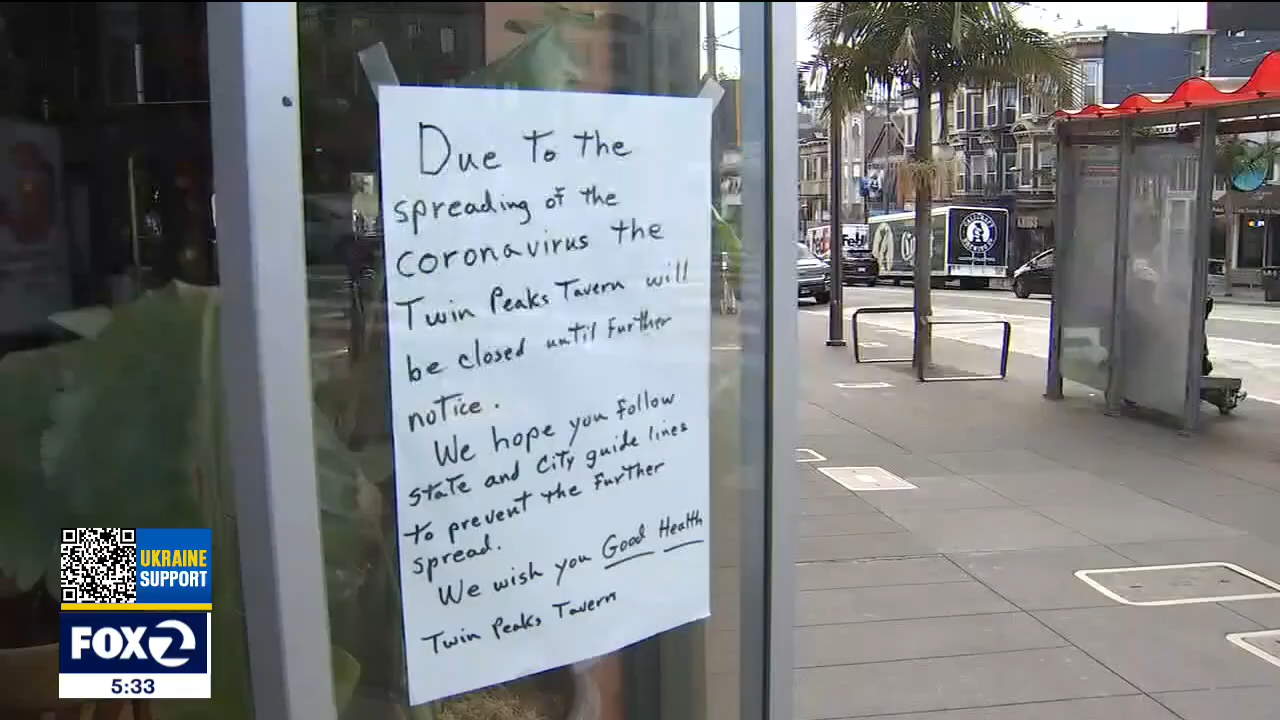 Due To the
spreading of the
coronavirus the
Twin Peaks Tavern will
be closed until further
notice.
We hope you follow
state and City guide lines
to prevent the further
spread.
We wish you Good Health
Twin Peaks Tavern
UKRAINE
SUPPORT
FOX 2
5:33